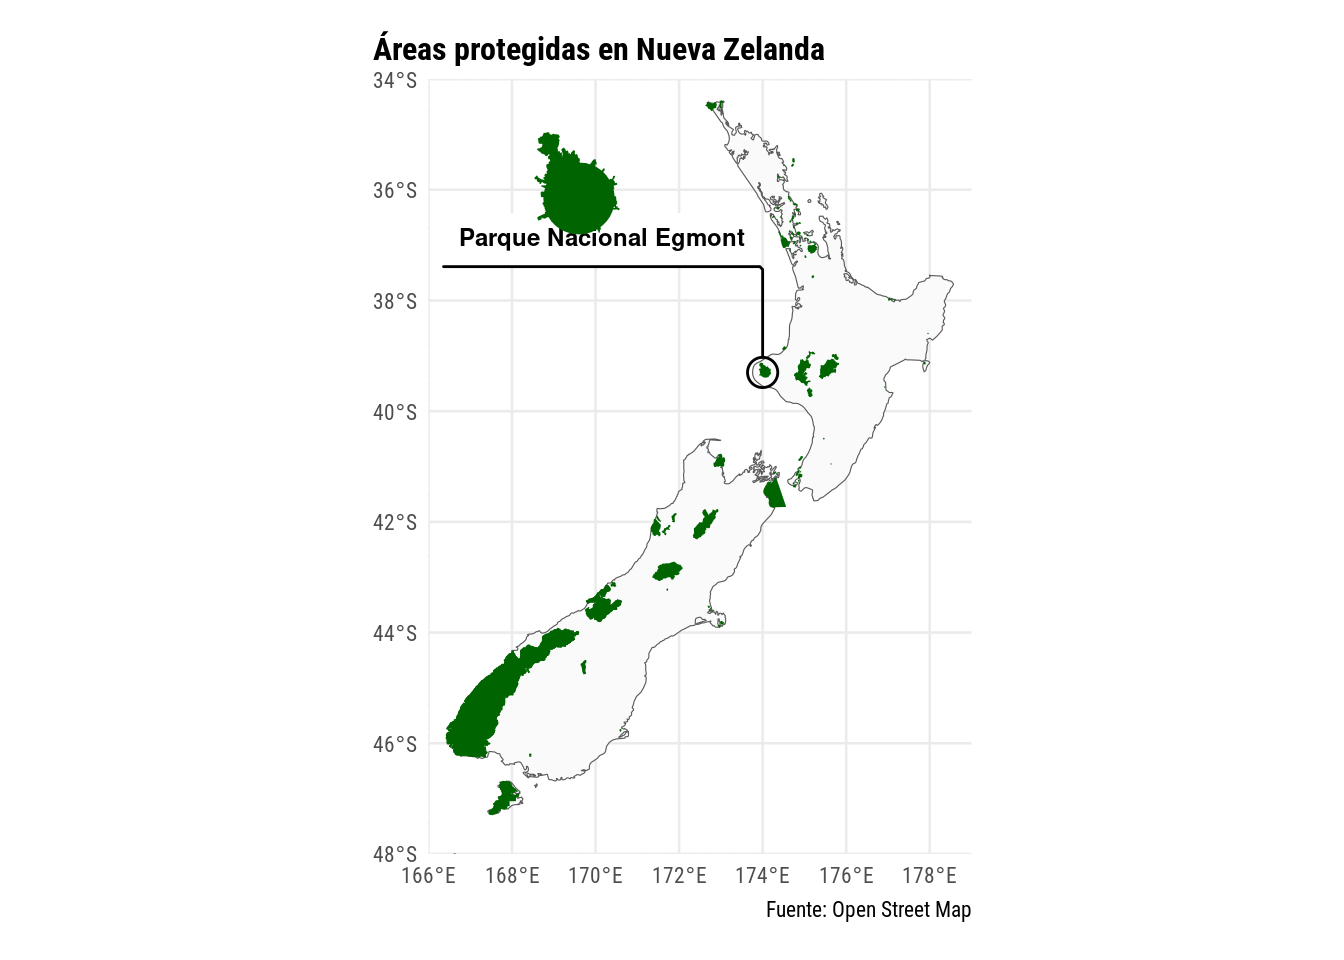 Áreas protegidas en Nueva Zelanda
34°S
36°S
Parque Nacional Egmont
38°S
40°S
42°S
44°S
46°S
48°S
166°E 168°E 170°E 172°E 174°E 176°E 178°E
Fuente: Open Street Map